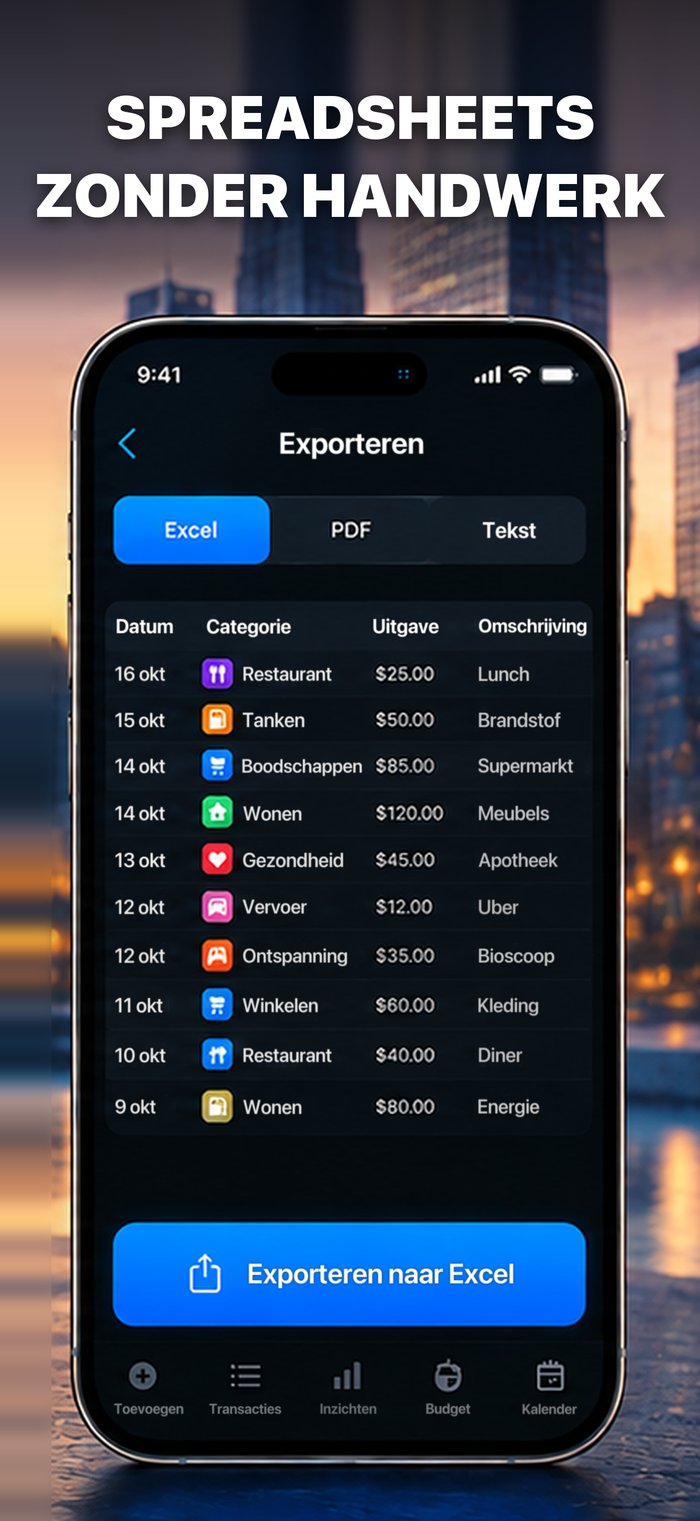 SPREADSHEETS
ZONDER HANDWERK
9:41
Exporteren
Excel PDF Tekst
Datum Categorie Uitgave Omschrijving
16 okt Restaurant $25.00 Lunch
15 okt Tanken $50.00 Brandstof
14 okt Boodschappen $85.00 Supermarkt
14 okt Wonen $120.00 Meubels
13 okt Gezondheid $45.00 Apotheek
12 okt Vervoer $12.00 Uber
12 okt Ontspanning $35.00 Bioscoop
11 okt Winkelen $60.00 Kleding
10 okt Restaurant $40.00 Diner
9 okt Wonen $80.00 Energie
Exporteren naar Excel
Toevoegen Transacties Inzichten Budget Kalender